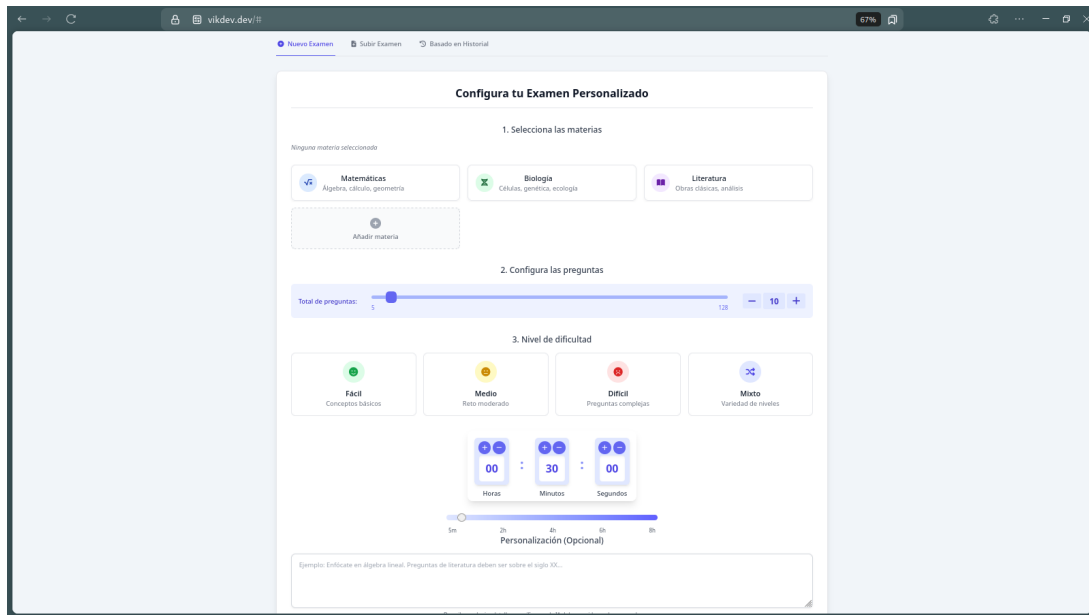 vikdev.dev/#
67%
Nuevo Examen
Subir Examen
Basado en Historial
Configura tu Examen Personalizado
1. Selecciona las materias
Ninguna materia seleccionada
Matemáticas
Álgebra, cálculo, geometría
Biología
Células, genética, ecología
Literatura
Obras clásicas, análisis
Añadir materia
2. Configura las preguntas
Total de preguntas:
5
128
10
3. Nivel de dificultad
Fácil
Conceptos básicos
Medio
Reto moderado
Difícil
Preguntas complejas
Mixto
Variedad de niveles
00 : 30 : 00
Horas
Minutos
Segundos
5m
2h
4h
6h
8h
Personalización (Opcional)
Ejemplo: Enfócate en álgebra lineal. Preguntas de literatura deben ser sobre el siglo XX...